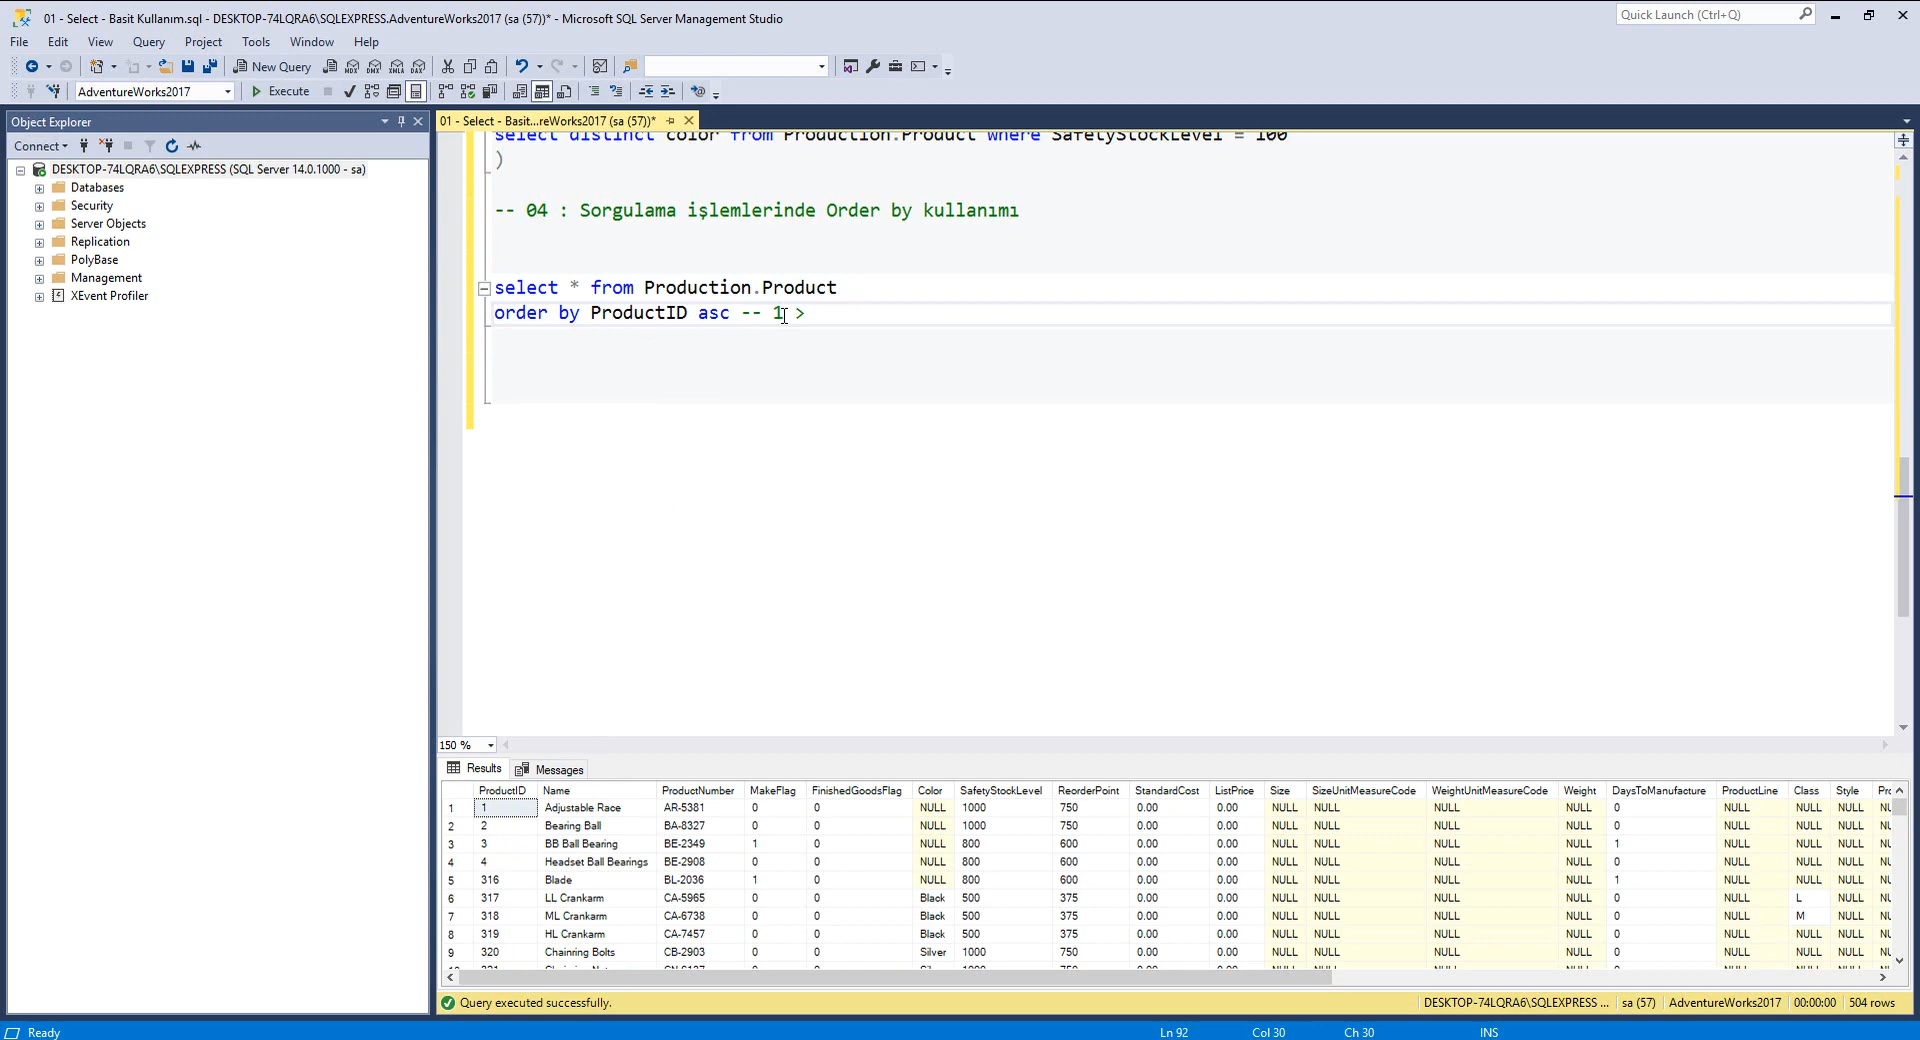 01 - Select - Basit Kullanım.sql - DESKTOP-74LQRA6\SQLEXPRESS.AdventureWorks2017 (sa (57))* - Microsoft SQL Server Management Studio
Quick Launch (Ctrl+Q)
File Edit View Query Project Tools Window Help
New Query
AdventureWorks2017 Execute
Object Explorer
Connect
DESKTOP-74LQRA6\SQLEXPRESS (SQL Server 14.0.1000 - sa)
Databases
Security
Server Objects
Replication
PolyBase
Management
XEvent Profiler
01 - Select - Basit...reWorks2017 (sa (57))*
select distinct color from Production.Product where SafetyStockLevel = 100
)
-- 04 : Sorgulama işlemlerinde Order by kullanımı
select * from Production.Product
order by ProductID asc -- 1 >
150 %
Results Messages
ProductID Name ProductNumber MakeFlag FinishedGoodsFlag Color SafetyStockLevel ReorderPoint StandardCost ListPrice Size SizeUnitMeasureCode WeightUnitMeasureCode Weight DaysToManufacture ProductLine Class Style
1 1 Adjustable Race AR-5381 0 0 NULL 1000 750 0.00 0.00 NULL NULL NULL NULL 0 NULL NULL NULL
2 2 Bearing Ball BA-8327 0 0 NULL 1000 750 0.00 0.00 NULL NULL NULL NULL 0 NULL NULL NULL
3 3 BB Ball Bearing BE-2349 1 0 NULL 800 600 0.00 0.00 NULL NULL NULL NULL 1 NULL NULL NULL
4 4 Headset Ball Bearings BE-2908 0 0 NULL 800 600 0.00 0.00 NULL NULL NULL NULL 0 NULL NULL NULL
5 316 Blade BL-2036 1 0 NULL 800 600 0.00 0.00 NULL NULL NULL NULL 1 NULL NULL NULL
6 317 LL Crankarm CA-5965 0 0 Black 500 375 0.00 0.00 NULL NULL NULL NULL 0 NULL L NULL
7 318 ML Crankarm CA-6738 0 0 Black 500 375 0.00 0.00 NULL NULL NULL NULL 0 NULL M NULL
8 319 HL Crankarm CA-7457 0 0 Black 500 375 0.00 0.00 NULL NULL NULL NULL 0 NULL NULL NULL
9 320 Chainring Bolts CB-2903 0 0 Silver 1000 750 0.00 0.00 NULL NULL NULL NULL 0 NULL NULL NULL
Query executed successfully. DESKTOP-74LQRA6\SQLEXPRESS ... sa (57) AdventureWorks2017 00:00:00 504 rows
Ready Ln 92 Col 30 Ch 30 INS